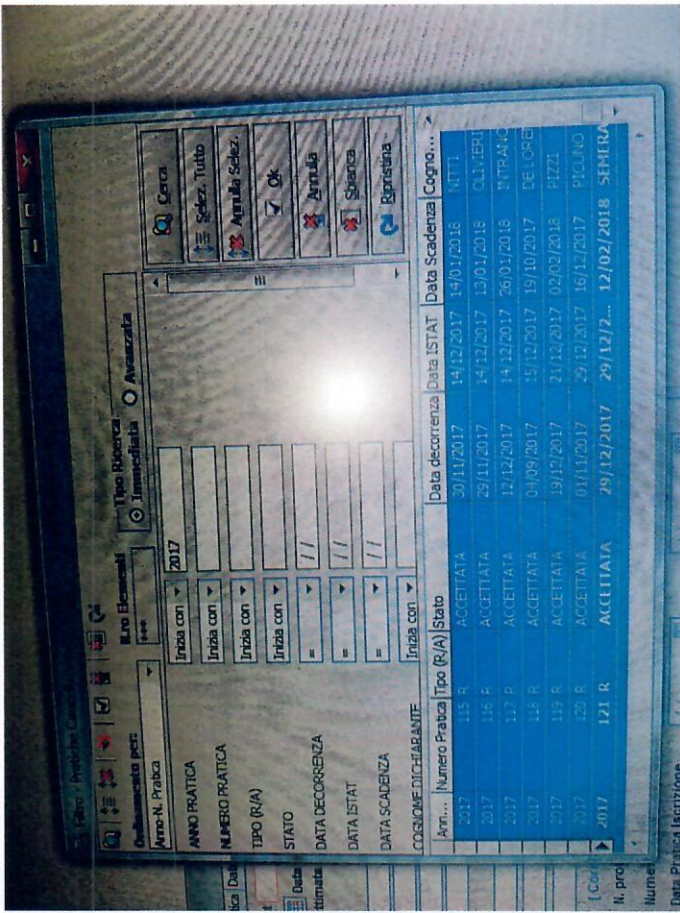 Filtro - Pratiche
Ordinamento per:
N.ro Elementi
Tipo Ricerca
Anno-N. Pratica
***
Immediata
Avanzata
ANNO PRATICA
Inizia con
2017
NUMERO PRATICA
Inizia con
TIPO (R/A)
Inizia con
STATO
Inizia con
DATA DECORRENZA
=
/ /
DATA ISTAT
=
/ /
DATA SCADENZA
=
/ /
COGNOME DICHIARANTE
Inizia con
Cerca
Selez. Tutto
Annulla Selez.
Ok
Annulla
Sbianca
Ripristina
Ann... Numero Pratica Tipo (R/A) Stato Data decorrenza Data ISTAT Data Scadenza Cogno...
2017 115 R ACCETTATA 30/11/2017 14/12/2017 14/01/2018 NITTI
2017 116 R ACCETTATA 29/11/2017 14/12/2017 13/01/2018 OLIVIERI
2017 117 R ACCETTATA 12/12/2017 14/12/2017 26/01/2018 INTRANO
2017 118 R ACCETTATA 04/09/2017 15/12/2017 19/10/2017 DE LORE
2017 119 R ACCETTATA 19/12/2017 21/12/2017 02/02/2018 PIZZI
2017 120 R ACCETTATA 01/11/2017 29/12/2017 16/12/2017 PICUNO
2017 121 R ACCETTATA 29/12/2017 29/12/2... 12/02/2018 SEMERA
N. pro
Nume
Data Pratica Iscrizione